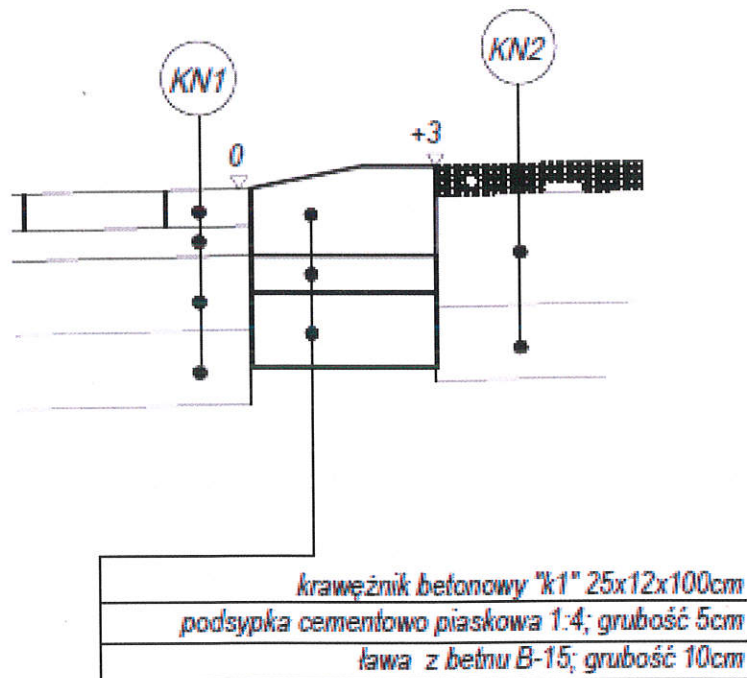 KN1
KN2
0
+3
krawężnik betonowy "k1" 25x12x100cm
podsypka cementowo piaskowa 1:4; grubość 5cm
ława z betnu B-15; grubość 10cm